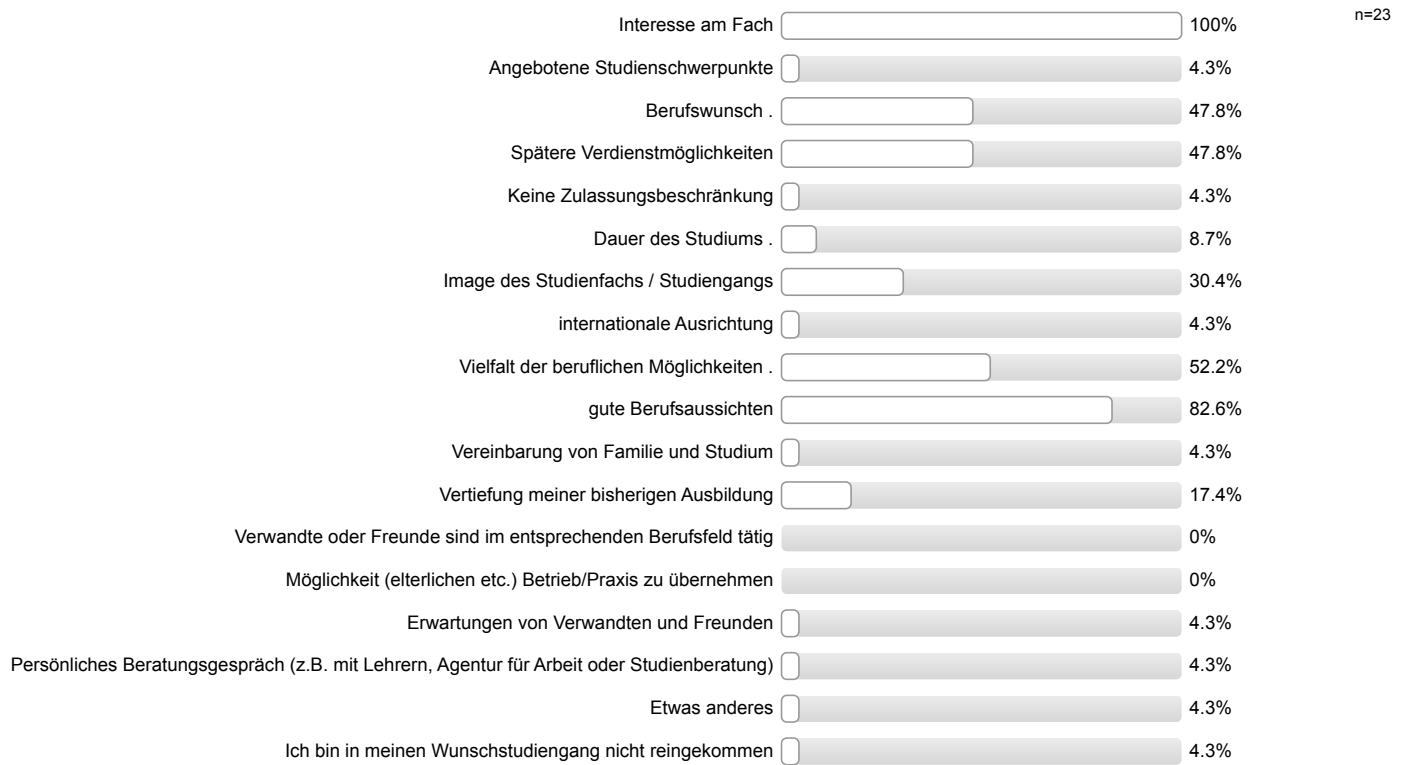 n=23
Interesse am Fach 100%
Angebotene Studienschwerpunkte 4.3%
Berufswunsch . 47.8%
Spätere Verdienstmöglichkeiten 47.8%
Keine Zulassungsbeschränkung 4.3%
Dauer des Studiums . 8.7%
Image des Studienfachs / Studiengangs 30.4%
internationale Ausrichtung 4.3%
Vielfalt der beruflichen Möglichkeiten . 52.2%
gute Berufsaussichten 82.6%
Vereinbarung von Familie und Studium 4.3%
Vertiefung meiner bisherigen Ausbildung 17.4%
Verwandte oder Freunde sind im entsprechenden Berufsfeld tätig 0%
Möglichkeit (elterlichen etc.) Betrieb/Praxis zu übernehmen 0%
Erwartungen von Verwandten und Freunden 4.3%
Persönliches Beratungsgespräch (z.B. mit Lehrern, Agentur für Arbeit oder Studienberatung) 4.3%
Etwas anderes 4.3%
Ich bin in meinen Wunschstudiengang nicht reingekommen 4.3%